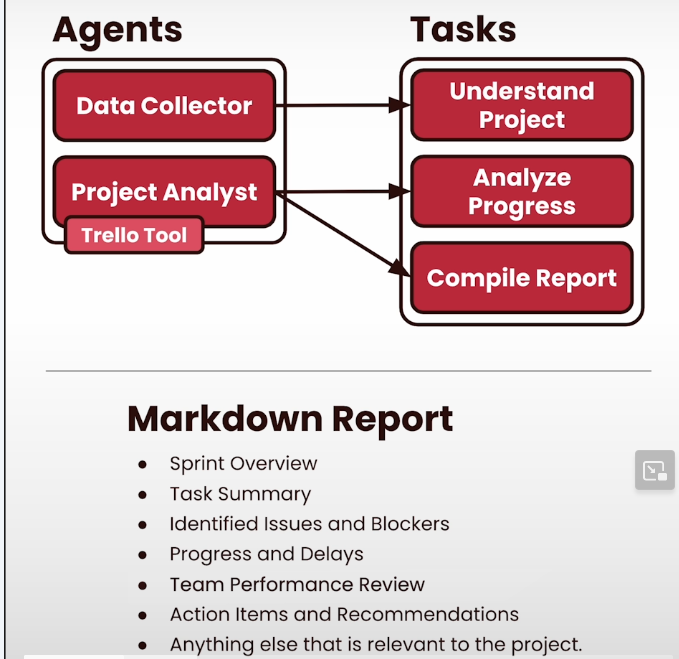 Agents
Tasks
Data Collector
Understand
Project
Project Analyst
Trello Tool
Analyze
Progress
Compile Report
Markdown Report
• Sprint Overview
• Task Summary
• Identified Issues and Blockers
• Progress and Delays
• Team Performance Review
• Action Items and Recommendations
• Anything else that is relevant to the project.